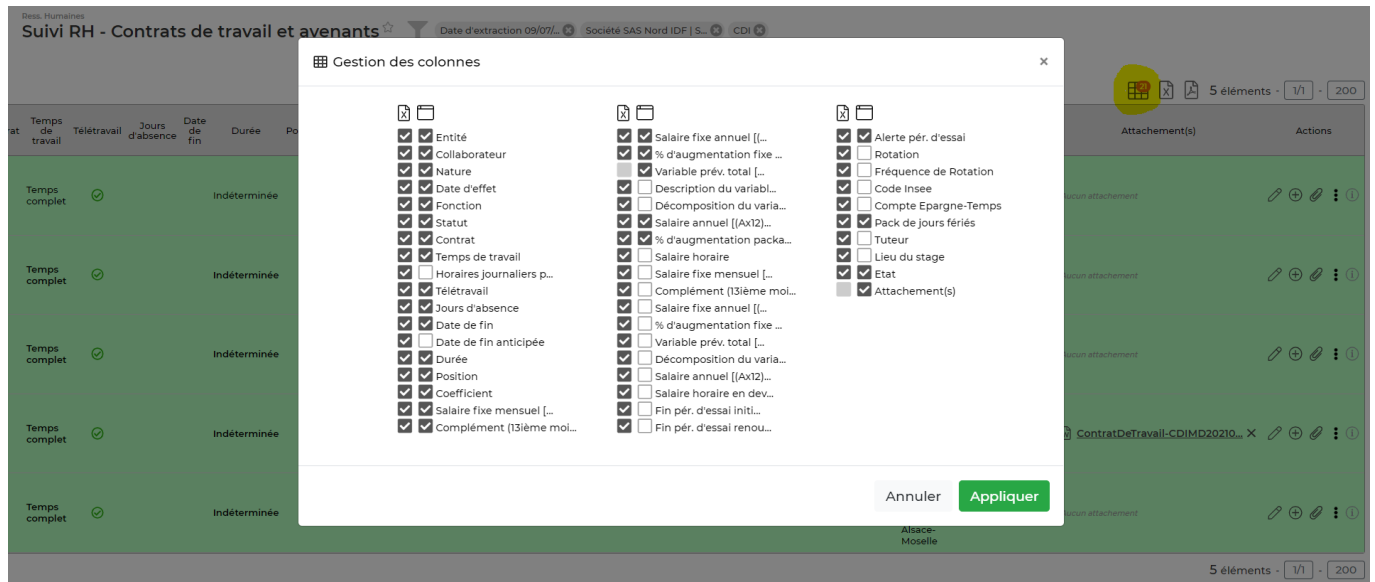 Ress. Humaines
Suivi RH - Contrats de travail et avenants
Date d'extraction 09/07/... Société SAS Nord IDF | S... CDI
Gestion des colonnes
×
21
5 éléments - 1/1 - 200
rat Temps de travail Télétravail Jours d'absence Date de fin Durée Po
Attachement(s) Actions
Entité
Collaborateur
Nature
Date d'effet
Fonction
Statut
Contrat
Temps de travail
Horaires journaliers p...
Télétravail
Jours d'absence
Date de fin
Date de fin anticipée
Durée
Position
Coefficient
Salaire fixe mensuel [...
Complément (13ième moi...
Salaire fixe annuel [(...
% d'augmentation fixe ...
Variable prév. total [...
Description du variabl...
Décomposition du varia...
Salaire annuel [(Ax12)...
% d'augmentation packa...
Salaire horaire
Salaire fixe mensuel [...
Complément (13ième moi...
Salaire fixe annuel [(...
% d'augmentation fixe ...
Variable prév. total [...
Décomposition du varia...
Salaire annuel [(Ax12)...
Salaire horaire en dev...
Fin pér. d'essai initi...
Fin pér. d'essai renou...
Alerte pér. d'essai
Rotation
Fréquence de Rotation
Code Insee
Compte Epargne-Temps
Pack de jours fériés
Tuteur
Lieu du stage
Etat
Attachement(s)
Temps complet Indéterminée Aucun attachement
Temps complet Indéterminée Aucun attachement
Temps complet Indéterminée Aucun attachement
Temps complet Indéterminée ContratDeTravail-CDIMD20210... ×
Temps complet Indéterminée Aucun attachement
Annuler Appliquer
Alsace-
Moselle
5 éléments - 1/1 - 200